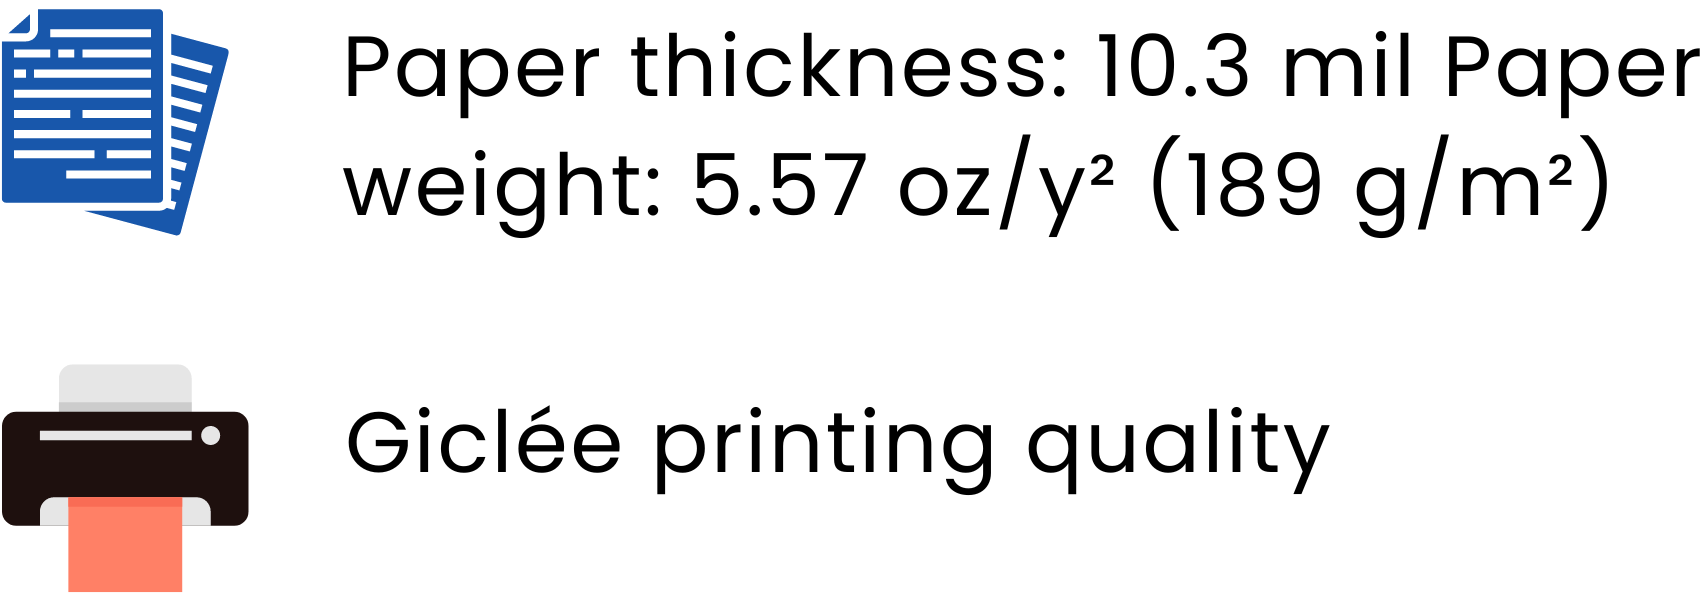 Paper thickness: 10.3 mil Paper
weight: 5.57 oz/y² (189 g/m²)
Giclée printing quality